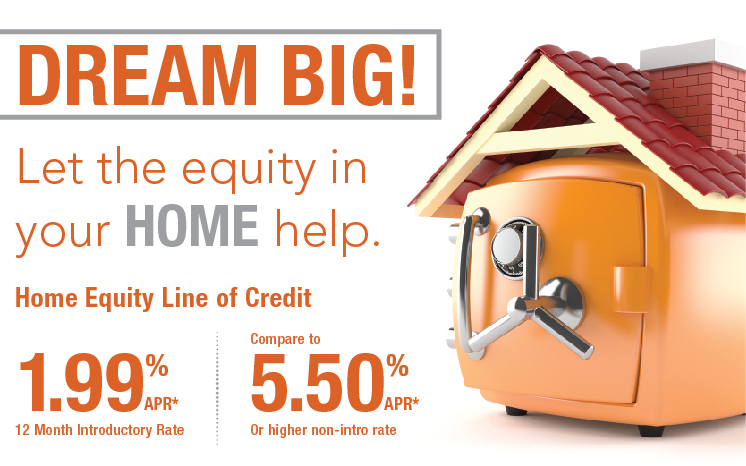 DREAM BIG!
Let the equity in
your HOME help.
Home Equity Line of Credit
1.99% APR*
12 Month Introductory Rate
Compare to
5.50% APR*
Or higher non-intro rate